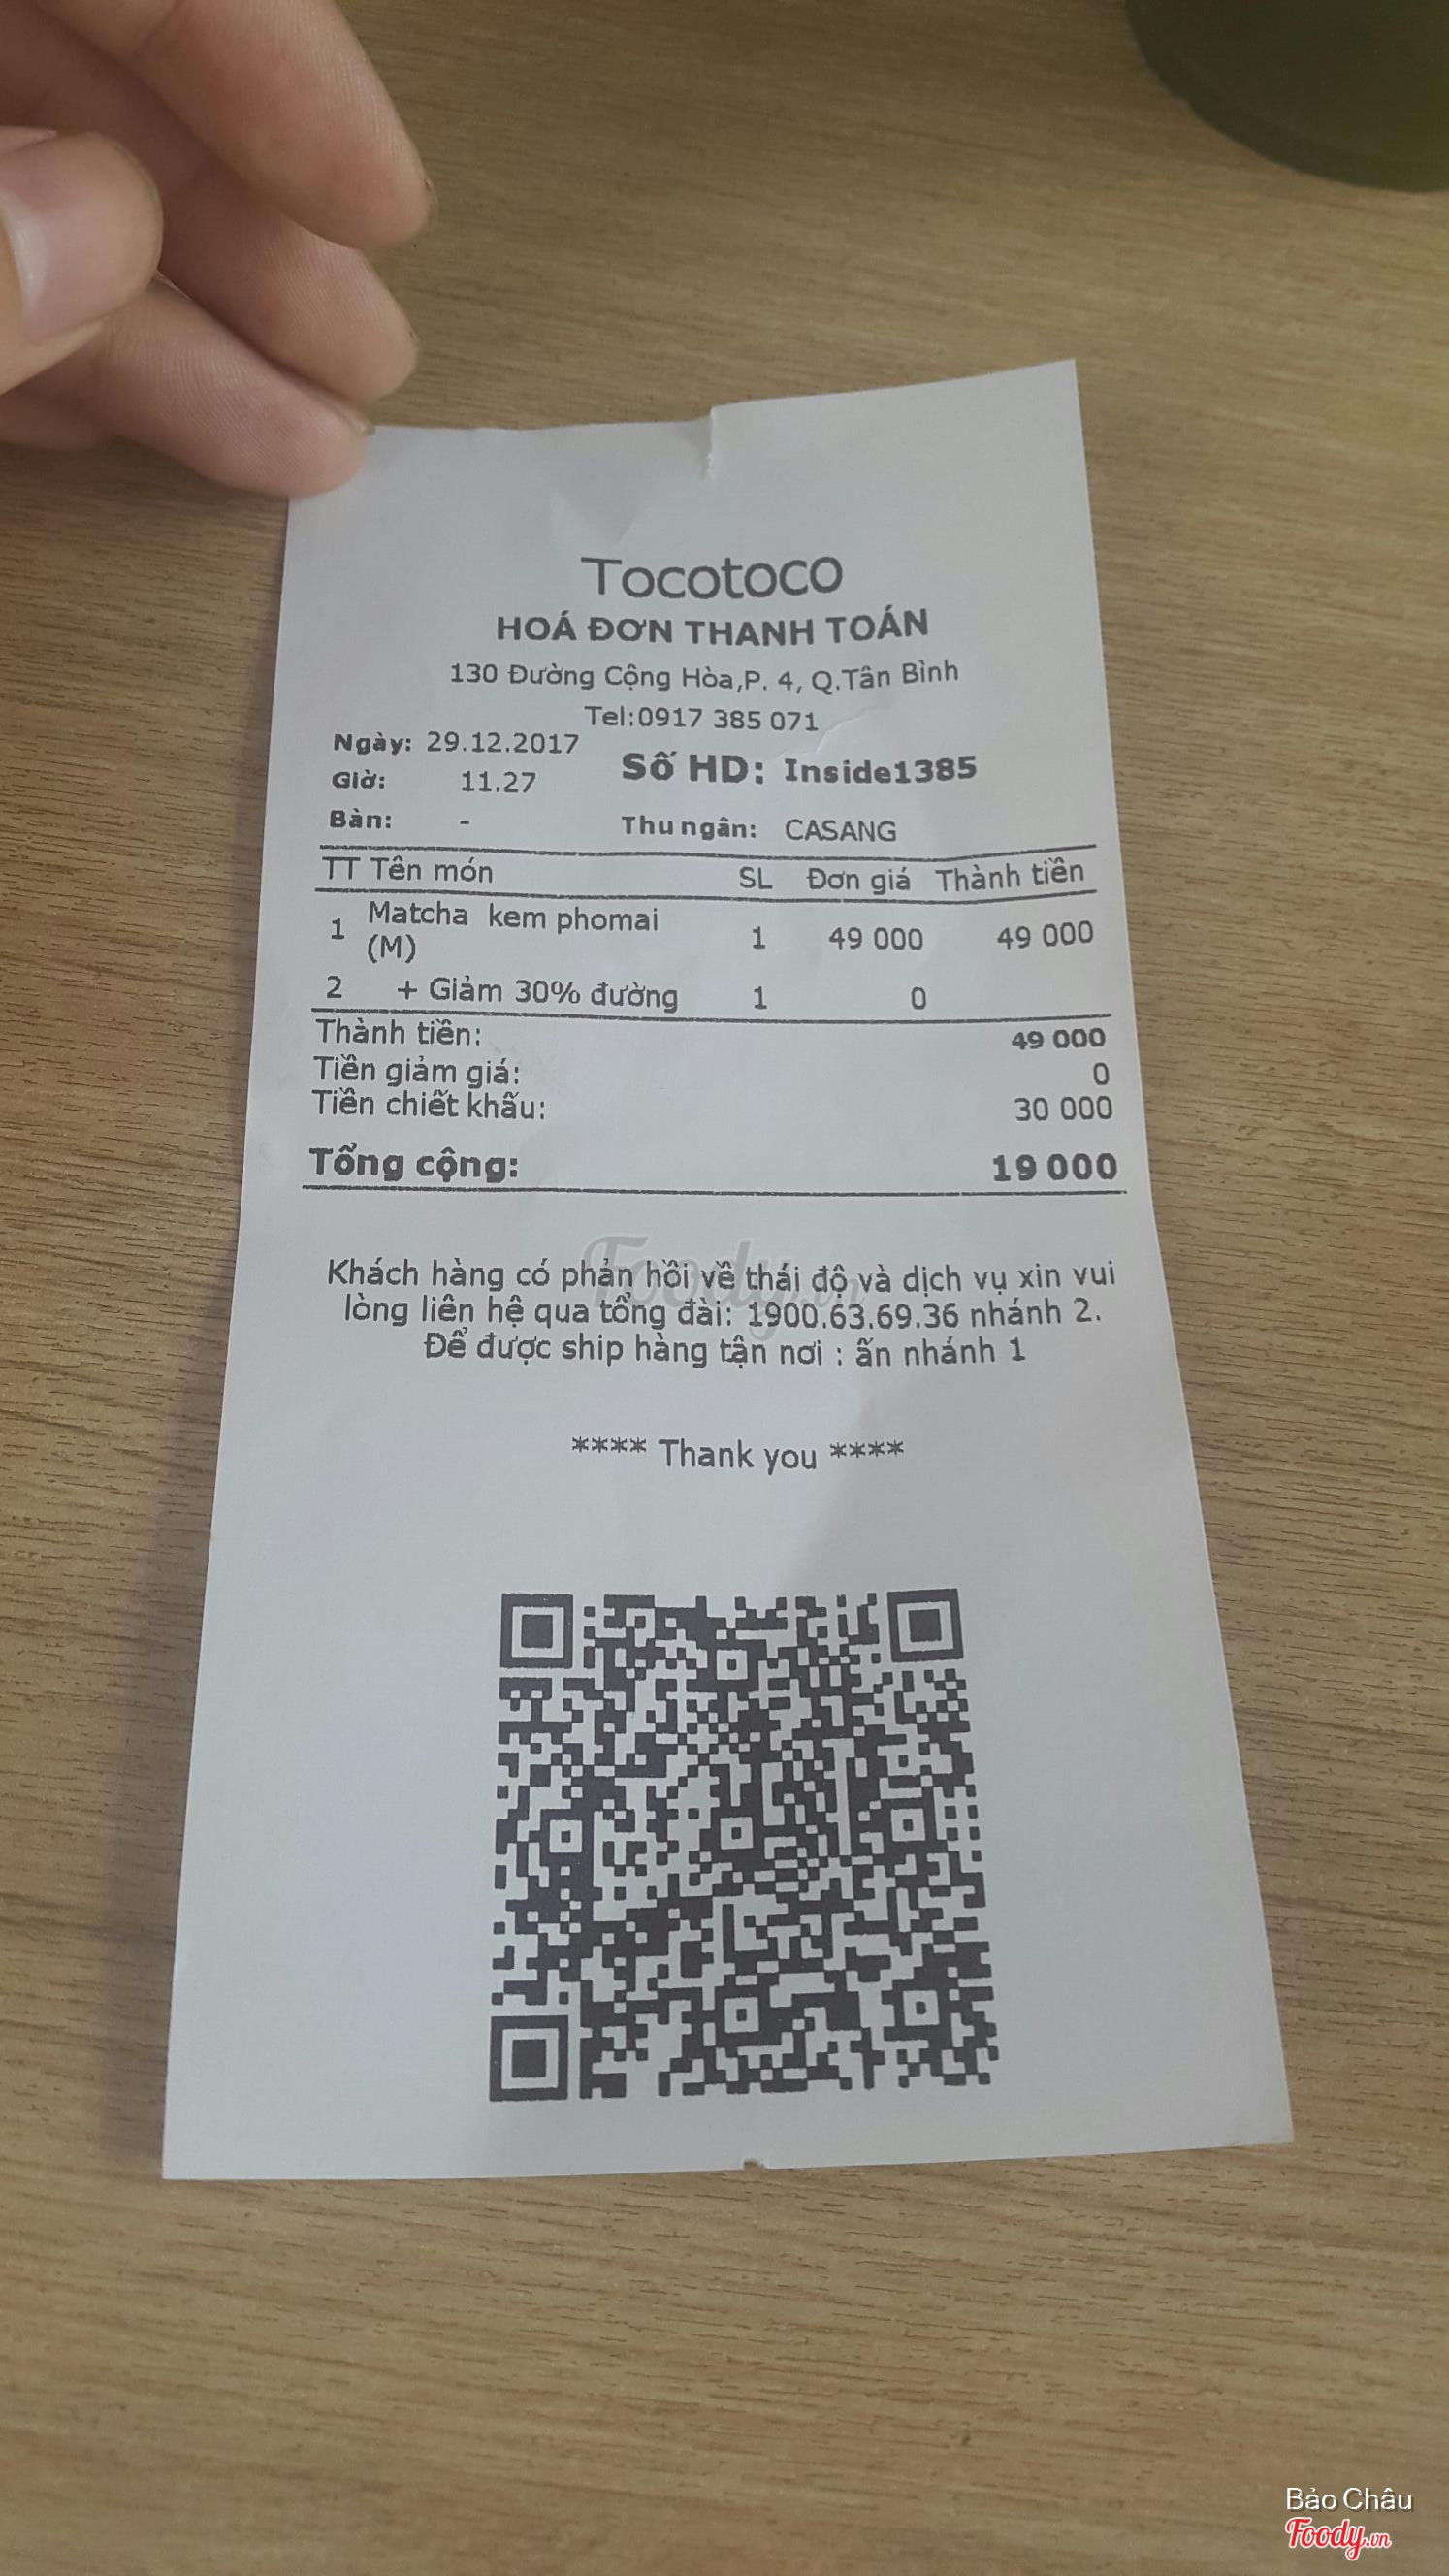 Tocotoco
HOÁ ĐƠN THANH TOÁN
130 Đường Cộng Hòa,P. 4, Q.Tân Bình
Tel:0917 385 071
Ngày: 29.12.2017
Số HD: Inside1385
Giờ: 11.27
Bàn: - Thu ngân: CASANG
TT Tên món SL Đơn giá Thành tiền
1 Matcha kem phomai 1 49 000 49 000
(M)
2 + Giảm 30% đường 1 0
Thành tiền: 49 000
Tiền giảm giá: 0
Tiền chiết khấu: 30 000
Tổng cộng: 19 000
Khách hàng có phản hồi về thái độ và dịch vụ xin vui
lòng liên hệ qua tổng đài: 1900.63.69.36 nhánh 2.
Để được ship hàng tận nơi : ấn nhánh 1
**** Thank you ****
Foody.vn
Bảo Châu
Foody.vn